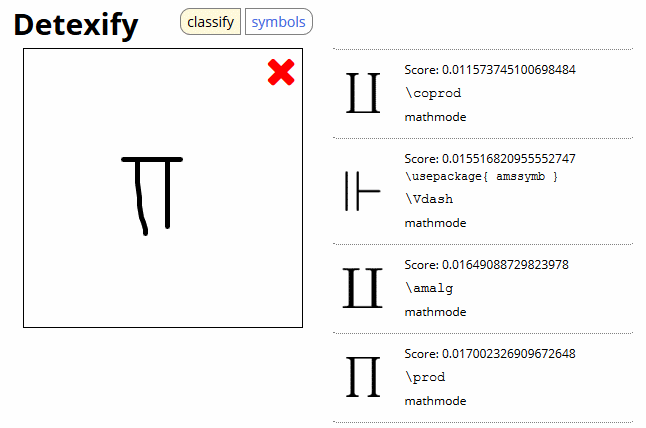 Detexify
classify
symbols
∏
∐
Score: 0.011573745100698484
\coprod
mathmode
⊩
Score: 0.015516820955552747
\usepackage{ amssymb }
\Vdash
mathmode
⨿
Score: 0.01649088729823978
\amalg
mathmode
∏
Score: 0.017002326909672648
\prod
mathmode